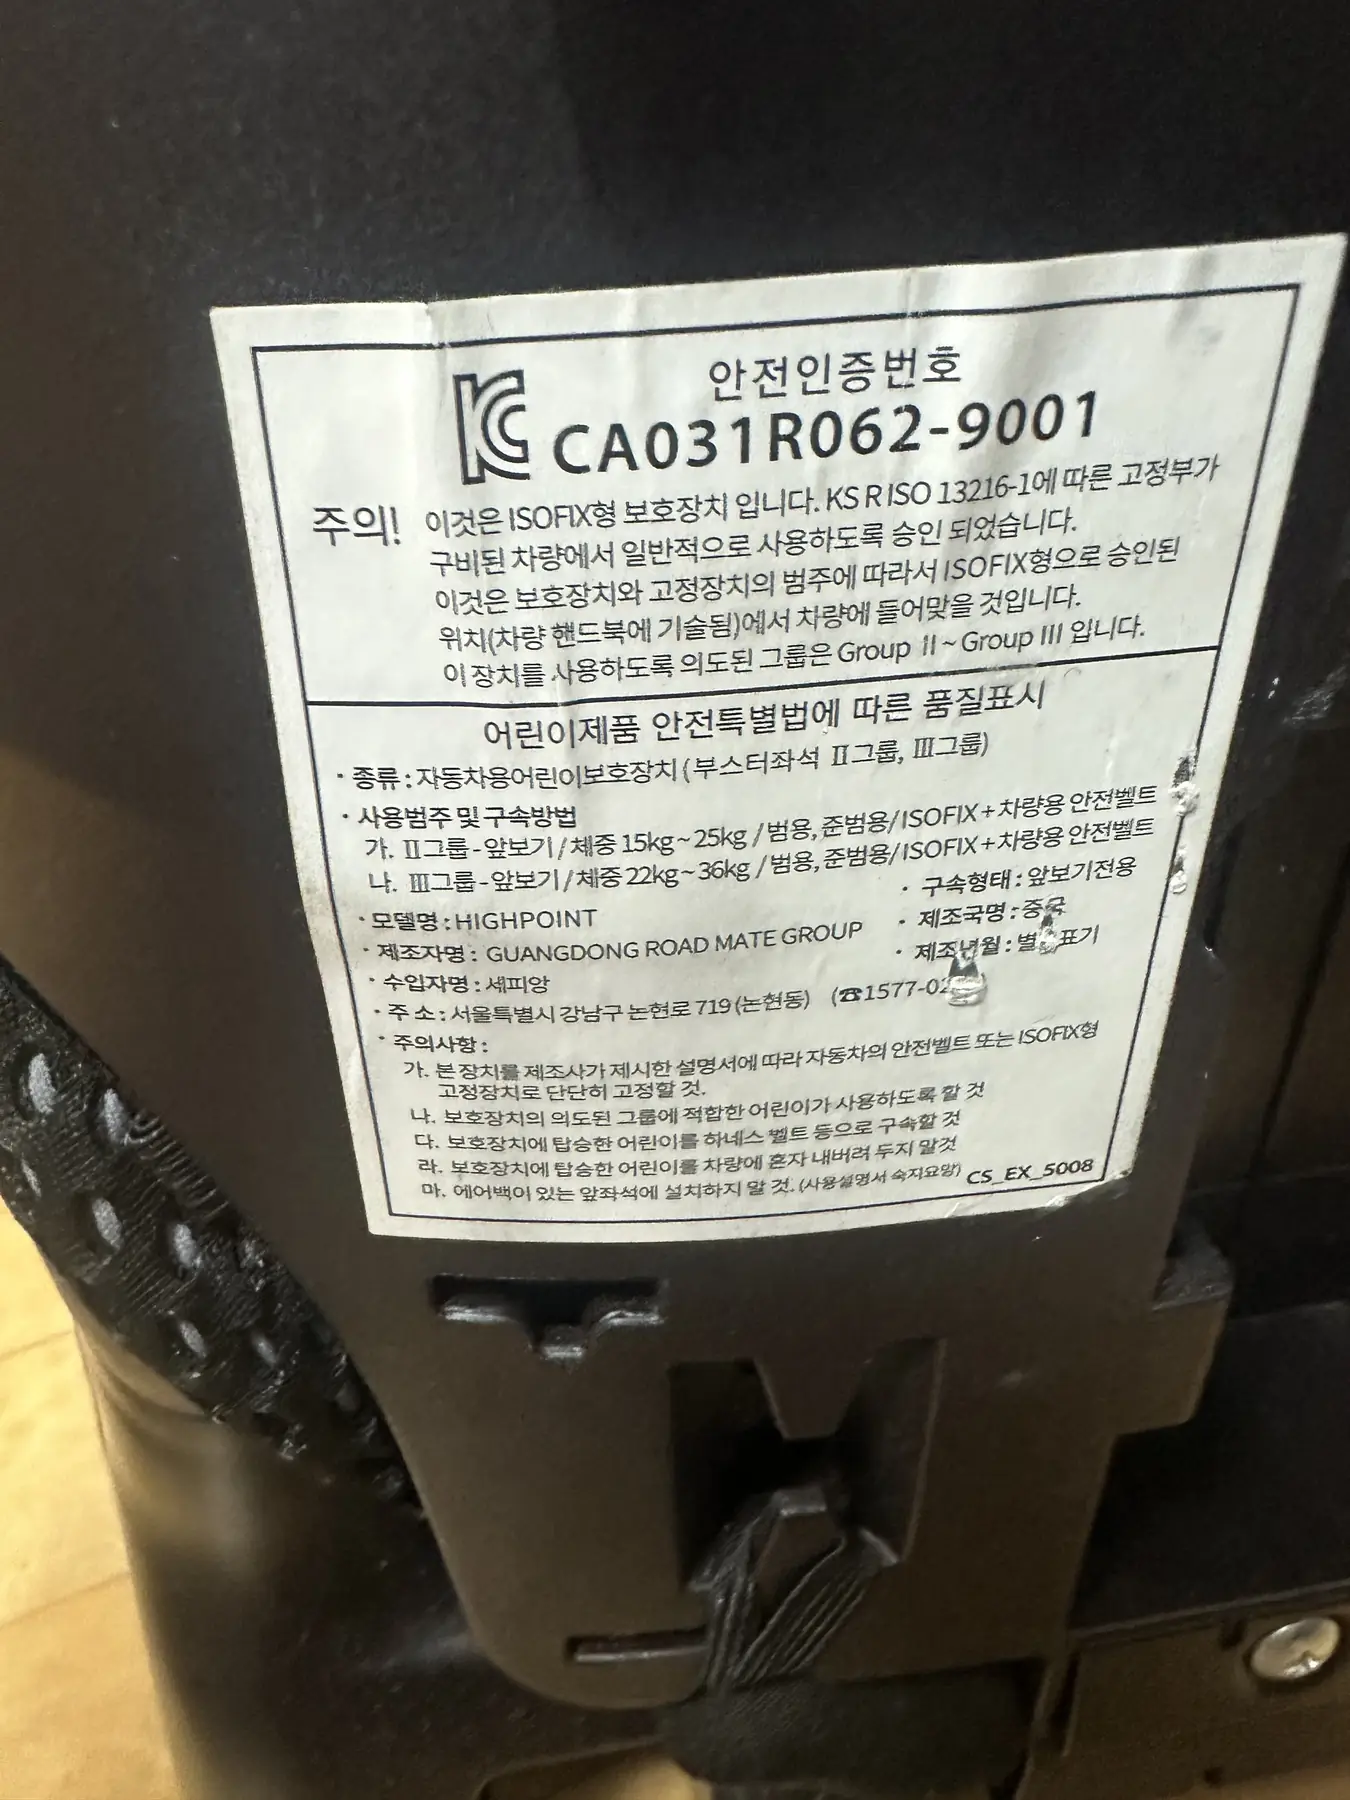 안전인증번호
CA031R062-9001
주의! 이것은 ISOFIX형 보호장치 입니다. KS R ISO 13216-1에 따른 고정부가
구비된 차량에서 일반적으로 사용하도록 승인 되었습니다.
이것은 보호장치와 고정장치의 범주에 따라서 ISOFIX형으로 승인된
위치(차량 핸드북에 기술됨)에서 차량에 들어맞을 것입니다.
이 장치를 사용하도록 의도된 그룹은 Group Ⅱ~Group III 입니다.
어린이제품 안전특별법에 따른 품질표시
· 종류 : 자동차용어린이보호장치 (부스터좌석 Ⅱ그룹, Ⅲ그룹)
· 사용범주 및 구속방법
가. Ⅱ그룹 - 앞보기 / 체중 15kg~25kg / 범용, 준범용/ ISOFIX + 차량용 안전벨트
나. Ⅲ그룹 - 앞보기 / 체중 22kg~36kg / 범용, 준범용/ ISOFIX + 차량용 안전벨트
· 구속형태 : 앞보기전용
· 모델명 : HIGHPOINT
· 제조국명 : 중국
· 제조자명 : GUANGDONG ROAD MATE GROUP
· 제조년월 : 별도표기
· 수입자명 : 세피앙
· 주 소 : 서울특별시 강남구 논현로 719 (논현동) (☎1577-02
· 주의사항 :
가. 본 장치를 제조사가 제시한 설명서에 따라 자동차의 안전벨트 또는 ISOFIX형
고정장치로 단단히 고정할 것.
나. 보호장치의 의도된 그룹에 적합한 어린이가 사용하도록 할 것
다. 보호장치에 탑승한 어린이를 하네스 벨트 등으로 구속할 것
라. 보호장치에 탑승한 어린이를 차량에 혼자 내버려 두지 말것
마. 에어백이 있는 앞좌석에 설치하지 말 것. (사용설명서 숙지요망) CS_EX_5008